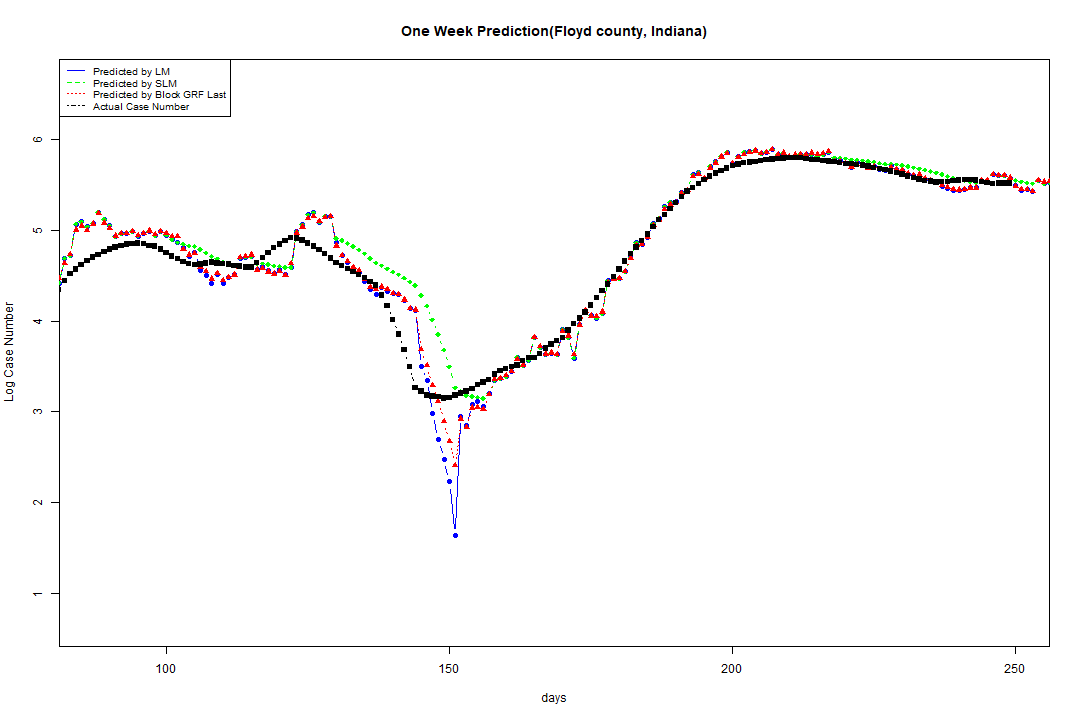 One Week Prediction(Floyd county, Indiana)
Predicted by LM
Predicted by SLM
Predicted by Block GRF Last
Actual Case Number
6
5
4
3
2
1
Log Case Number
100
150
200
250
days